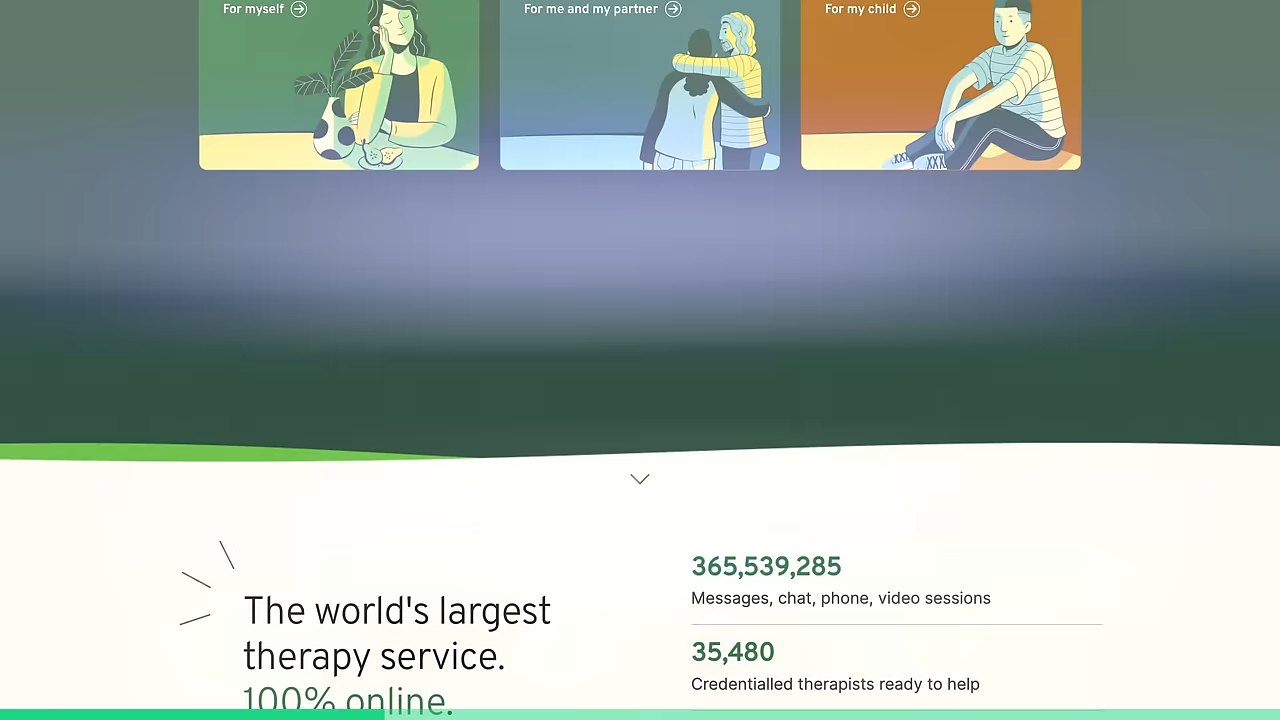 For myself
For me and my partner
For my child
The world's largest
therapy service.
100% online.
365,539,285
Messages, chat, phone, video sessions
35,480
Credentialled therapists ready to help